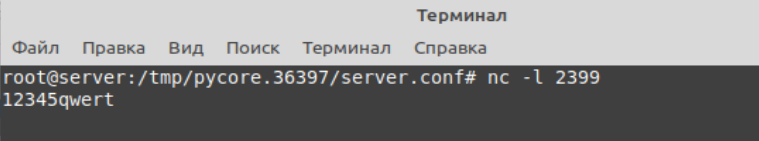 Терминал
Файл Правка Вид Поиск Терминал Справка
root@server:/tmp/pycore.36397/server.conf# nc -l 2399
12345qwert